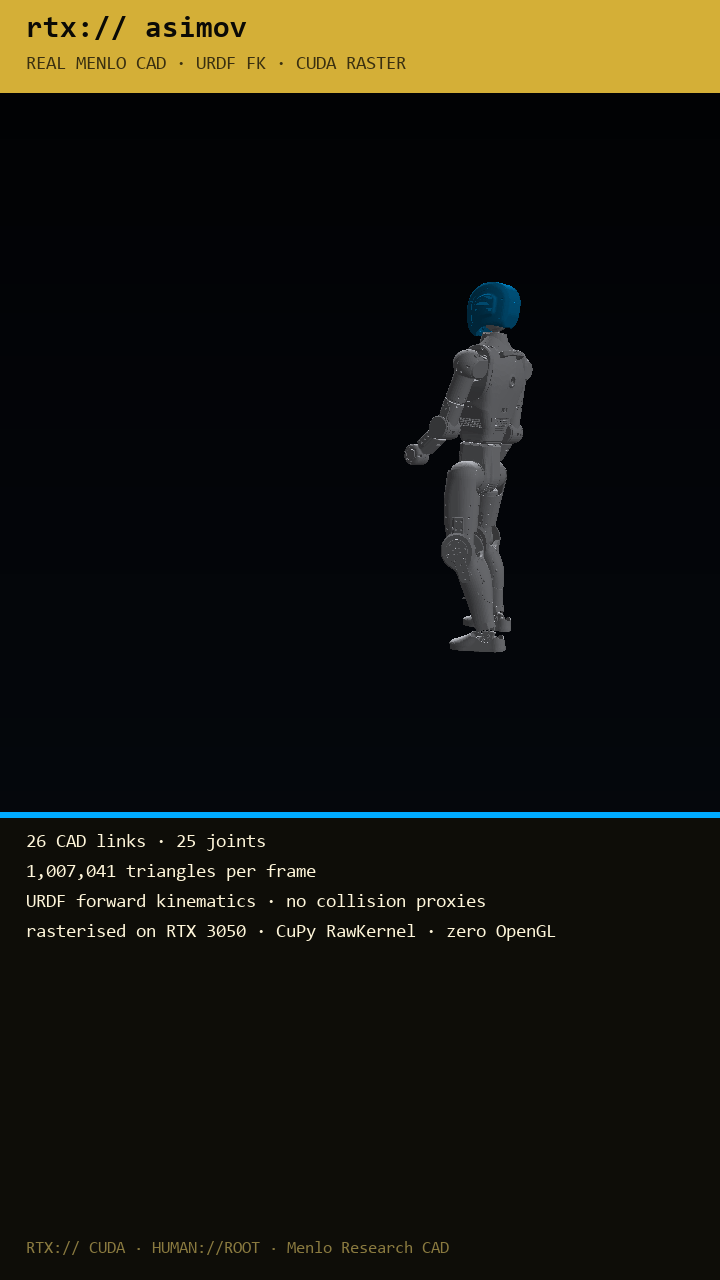 rtx:// asimov
REAL MENLO CAD · URDF FK · CUDA RASTER
26 CAD links · 25 joints
1,007,041 triangles per frame
URDF forward kinematics · no collision proxies
rasterised on RTX 3050 · CuPy RawKernel · zero OpenGL
RTX:// CUDA · HUMAN://ROOT · Menlo Research CAD